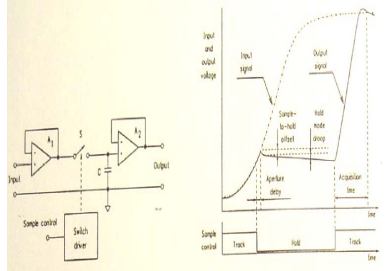 A1
S
A2
C
Input
Output
Sample control
Switch
driver
Input
and
output
voltage
Input
signal
Output
signal
Sample-
to-hold
offset
Hold
mode
droop
Aperture
delay
Acquisition
time
time
Sample
control
Track
Hold
Track
time